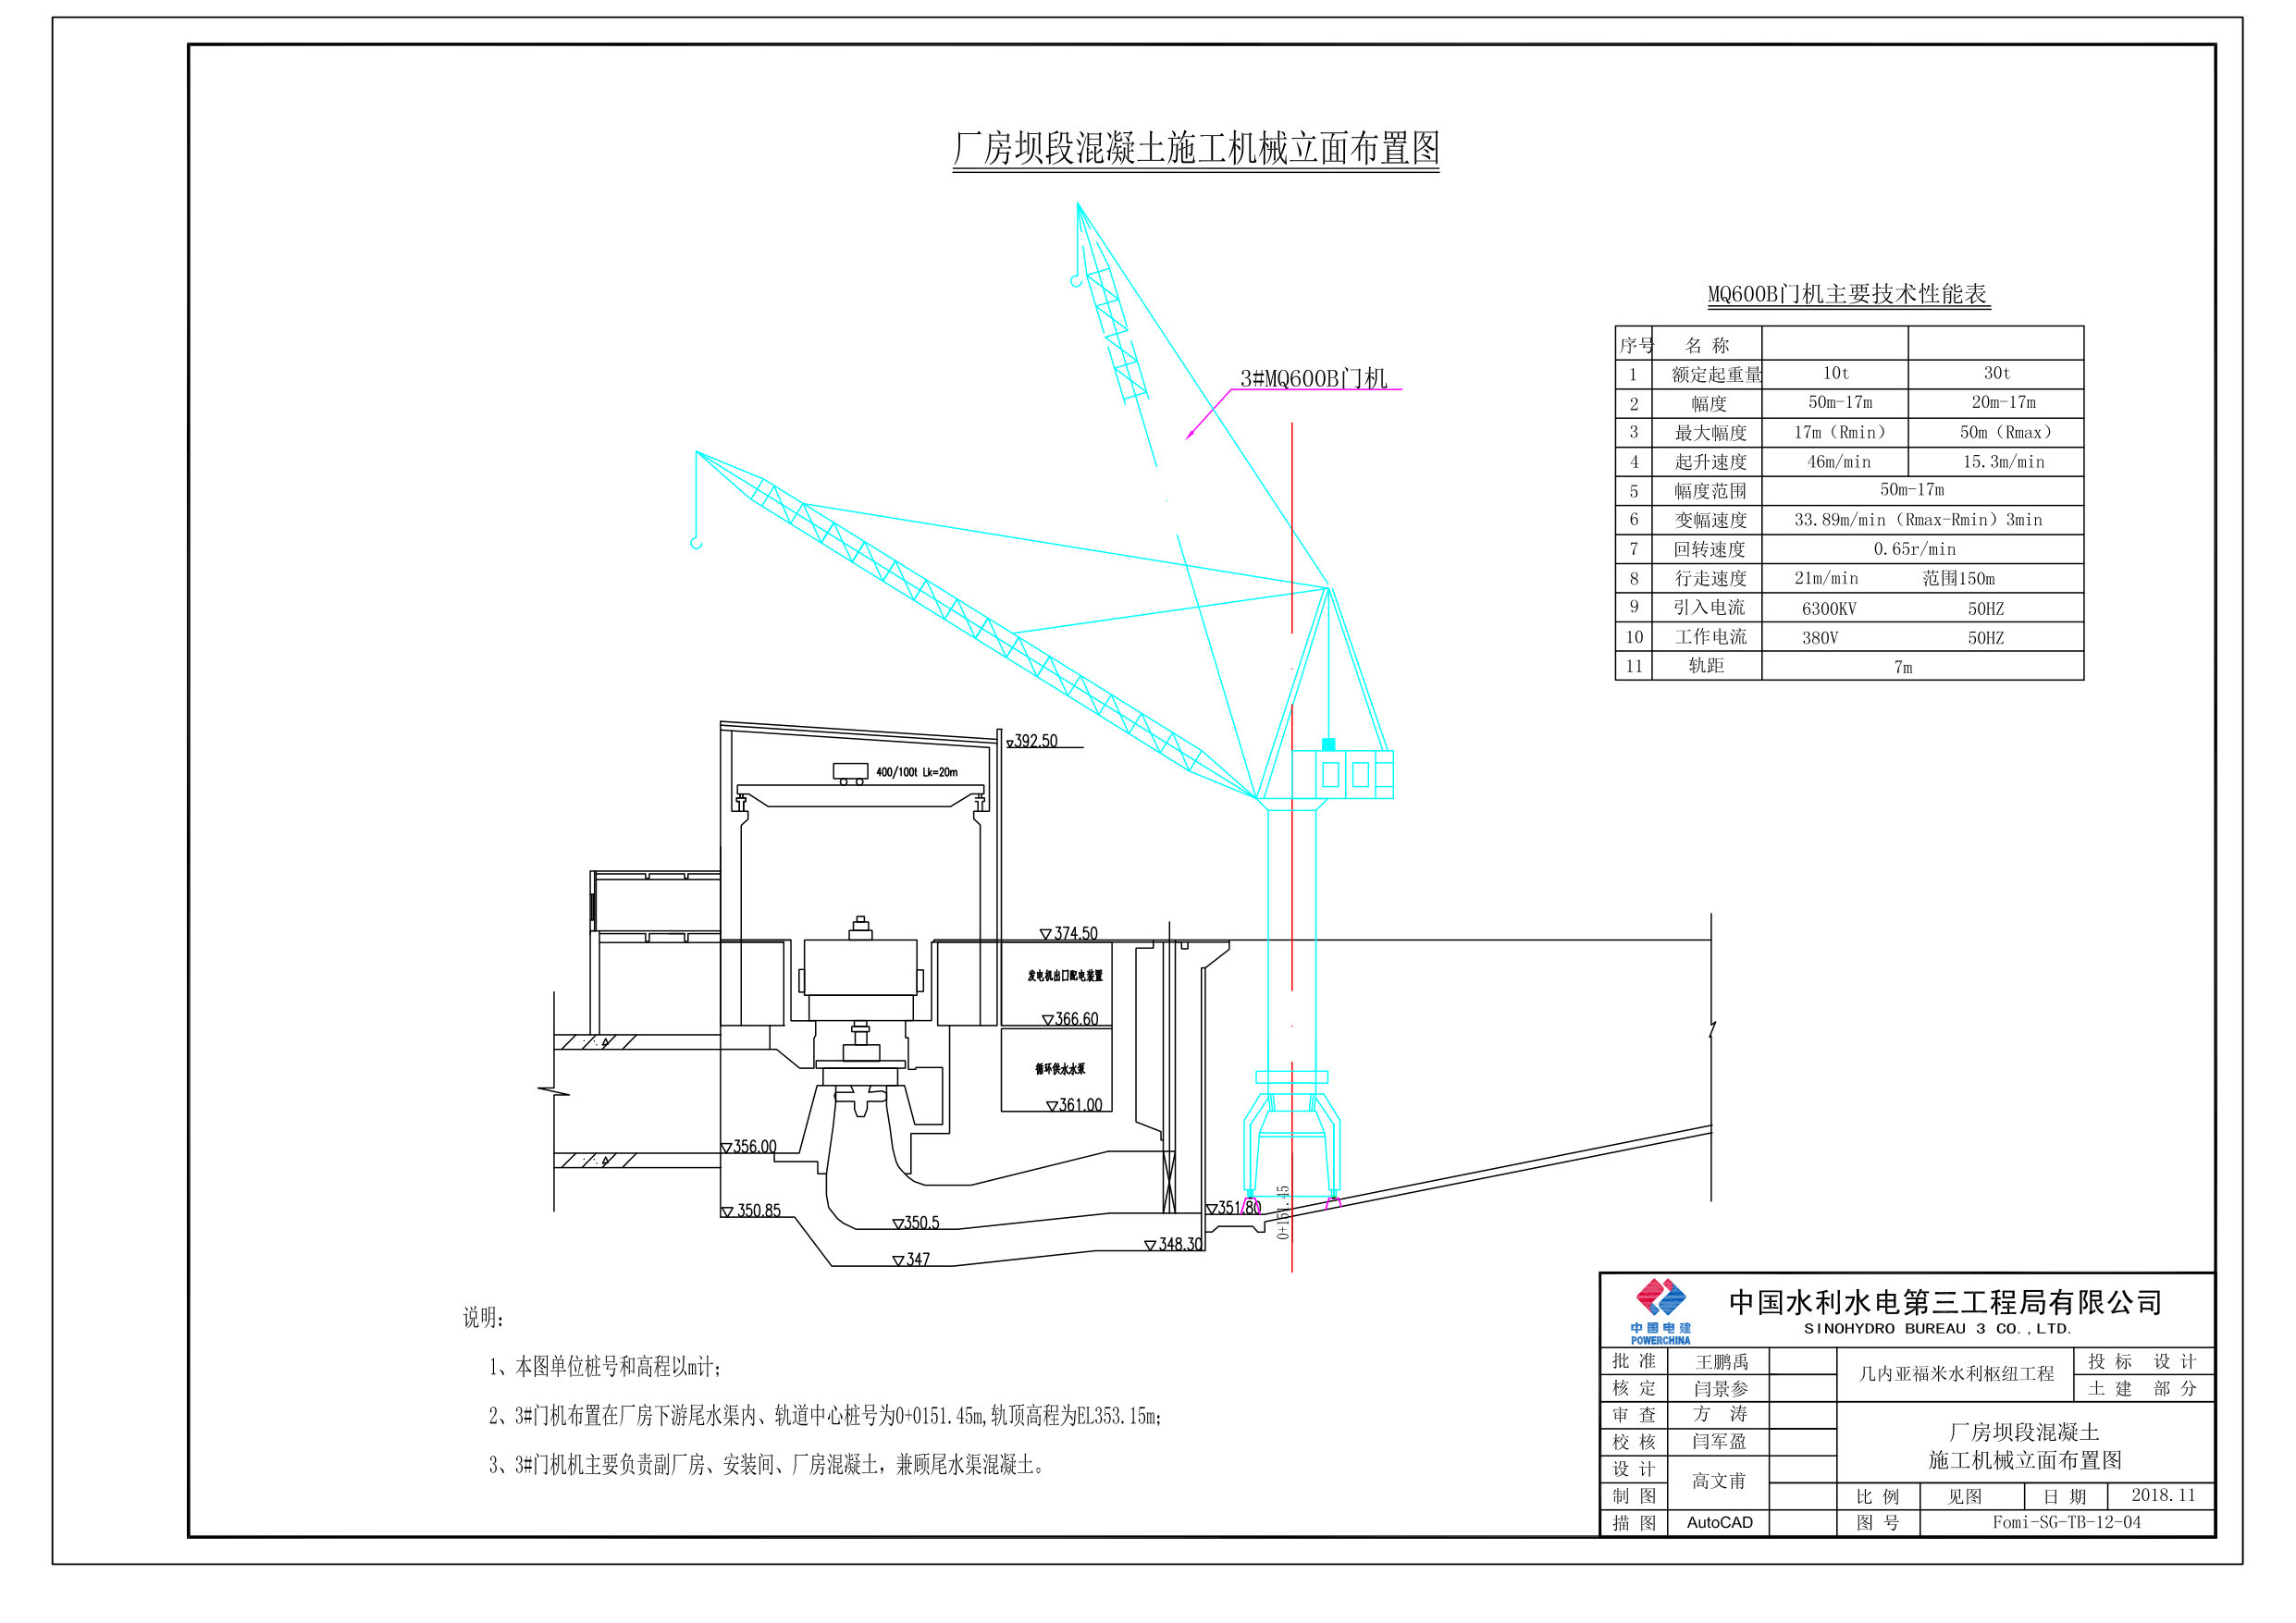 厂房坝段混凝土施工机械立面布置图
3#MQ600B门机
MQ600B门机主要技术性能表
序号 名 称
1 额定起重量 10t 30t
2 幅度 50m-17m 20m-17m
3 最大幅度 17m（Rmin） 50m（Rmax）
4 起升速度 46m/min 15.3m/min
5 幅度范围 50m-17m
6 变幅速度 33.89m/min（Rmax-Rmin）3min
7 回转速度 0.65r/min
8 行走速度 21m/min 范围150m
9 引入电流 6300KV 50HZ
10 工作电流 380V 50HZ
11 轨距 7m
392.50
400/100t Lk=20m
374.50
发电机出口配电装置
366.60
循环供水水泵
361.00
356.00
350.85
350.5
347
348.30
351.80
0+151.45
说明:
1、本图单位桩号和高程以m计;
2、3#门机布置在厂房下游尾水渠内、轨道中心桩号为0+0151.45m,轨顶高程为EL353.15m;
3、3#门机机主要负责副厂房、安装间、厂房混凝土，兼顾尾水渠混凝土。
中国电建
POWERCHINA
中国水利水电第三工程局有限公司
SINOHYDRO BUREAU 3 CO.,LTD.
批 准 王鹏禹
核 定 闫景参
审 查 方 涛
校 核 闫军盈
设 计 高文甫
制 图
描 图 AutoCAD
几内亚福米水利枢纽工程
投 标 设 计
土 建 部 分
厂房坝段混凝土
施工机械立面布置图
比 例 见图 日 期 2018.11
图 号 Fomi-SG-TB-12-04